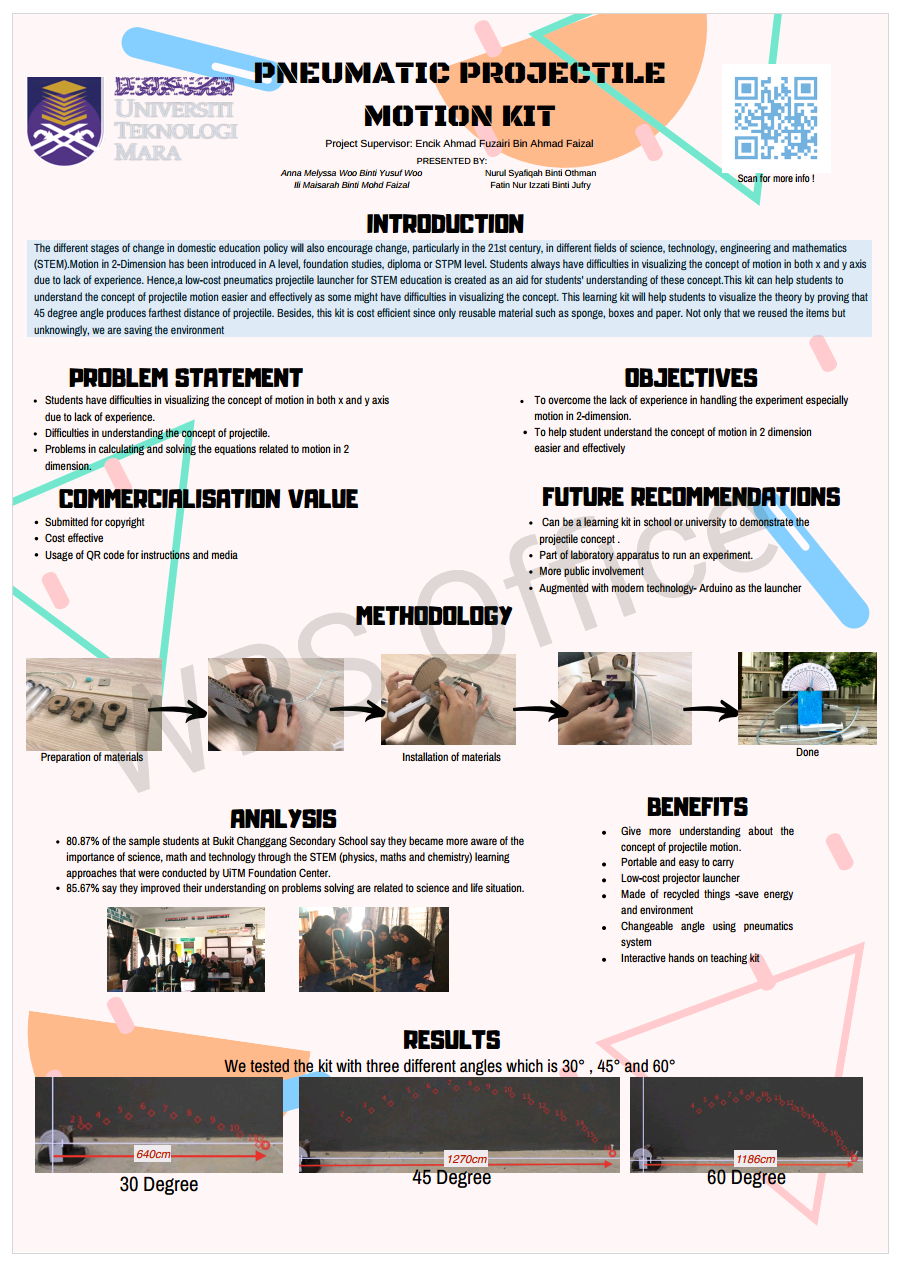 PNEUMATIC PROJECTILE
MOTION KIT
UNIVERSITI
TEKNOLOGI
MARA
Project Supervisor: Encik Ahmad Fuzairi Bin Ahmad Faizal
PRESENTED BY:
Anna Melyssa Woo Binti Yusuf Woo
Nurul Syafiqah Binti Othman
Ili Maisarah Binti Mohd Faizal
Fatin Nur Izzati Binti Jufry
Scan for more info !
INTRODUCTION
The different stages of change in domestic education policy will also encourage change, particularly in the 21st century, in different fields of science, technology, engineering and mathematics
(STEM).Motion in 2-Dimension has been introduced in A level, foundation studies, diploma or STPM level. Students always have difficulties in visualizing the concept of motion in both x and y axis
due to lack of experience. Hence,a low-cost pneumatics projectile launcher for STEM education is created as an aid for students' understanding of these concept.This kit can help students to
understand the concept of projectile motion easier and effectively as some might have difficulties in visualizing the concept. This learning kit will help students to visualize the theory by proving that
45 degree angle produces farthest distance of projectile. Besides, this kit is cost efficient since only reusable material such as sponge, boxes and paper. Not only that we reused the items but
unknowingly, we are saving the environment
PROBLEM STATEMENT
• Students have difficulties in visualizing the concept of motion in both x and y axis
due to lack of experience.
• Difficulties in understanding the concept of projectile.
• Problems in calculating and solving the equations related to motion in 2
dimension.
OBJECTIVES
• To overcome the lack of experience in handling the experiment especially
motion in 2-dimension.
• To help student understand the concept of motion in 2 dimension
easier and effectively
COMMERCIALISATION VALUE
• Submitted for copyright
• Cost effective
• Usage of QR code for instructions and media
FUTURE RECOMMENDATIONS
• Can be a learning kit in school or university to demonstrate the
projectile concept .
• Part of laboratory apparatus to run an experiment.
• More public involvement
• Augmented with modern technology- Arduino as the launcher
WPS Office
METHODOLOGY
Preparation of materials
Installation of materials
Done
ANALYSIS
• 80.87% of the sample students at Bukit Changgang Secondary School say they became more aware of the
importance of science, math and technology through the STEM (physics, maths and chemistry) learning
approaches that were conducted by UiTM Foundation Center.
• 85.67% say they improved their understanding on problems solving are related to science and life situation.
BENEFITS
• Give more understanding about the
concept of projectile motion.
• Portable and easy to carry
• Low-cost projector launcher
• Made of recycled things -save energy
and environment
• Changeable angle using pneumatics
system
• Interactive hands on teaching kit
RESULTS
We tested the kit with three different angles which is 30° , 45° and 60°
640cm
1270cm
1186cm
30 Degree
45 Degree
60 Degree